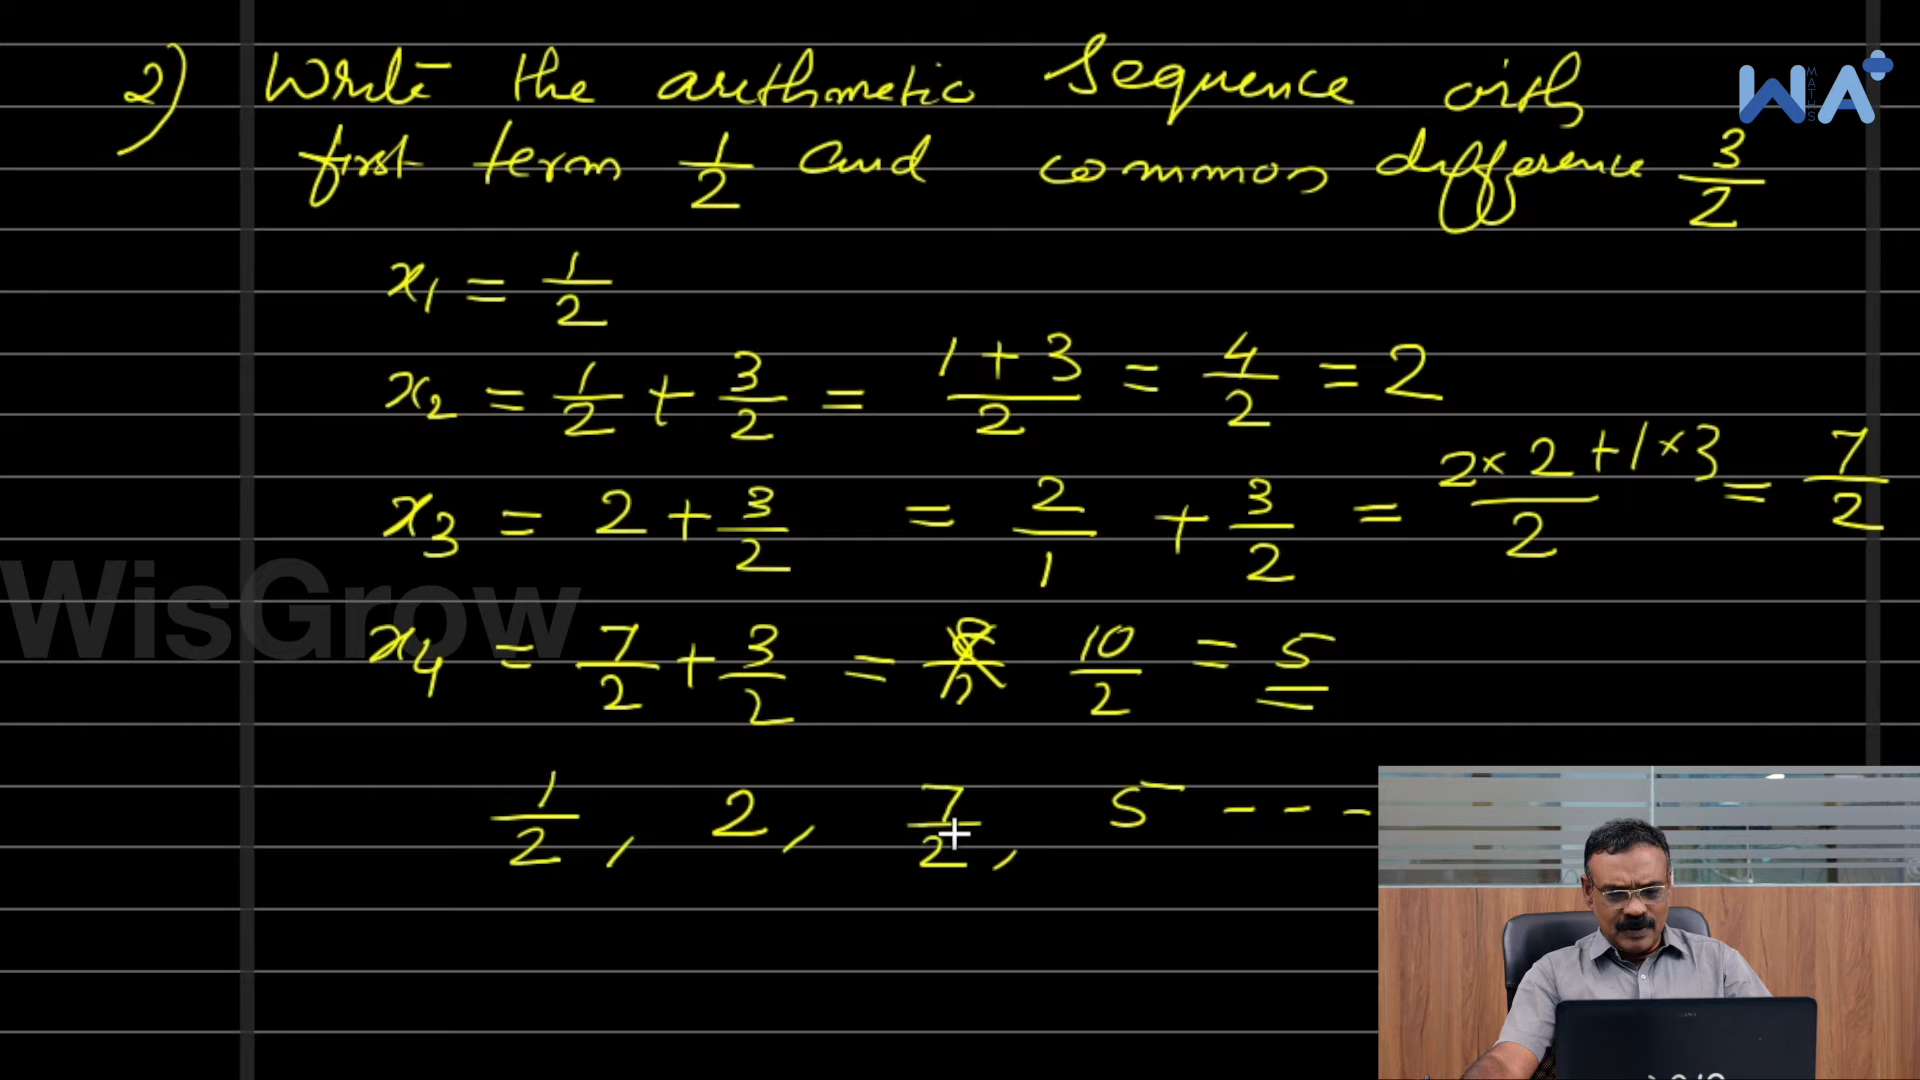 2) Write the arithmetic Sequence with
first term 1/2 and common difference 3/2
x1 = 1/2
x2 = 1/2 + 3/2 = (1 + 3)/2 = 4/2 = 2
x3 = 2 + 3/2 = 2/1 + 3/2 = (2 × 2 + 1 × 3)/2 = 7/2
x4 = 7/2 + 3/2 = 10/2 = 5
1/2, 2, 7/2, 5 - - - -
WisGrow
WA+
MATHS